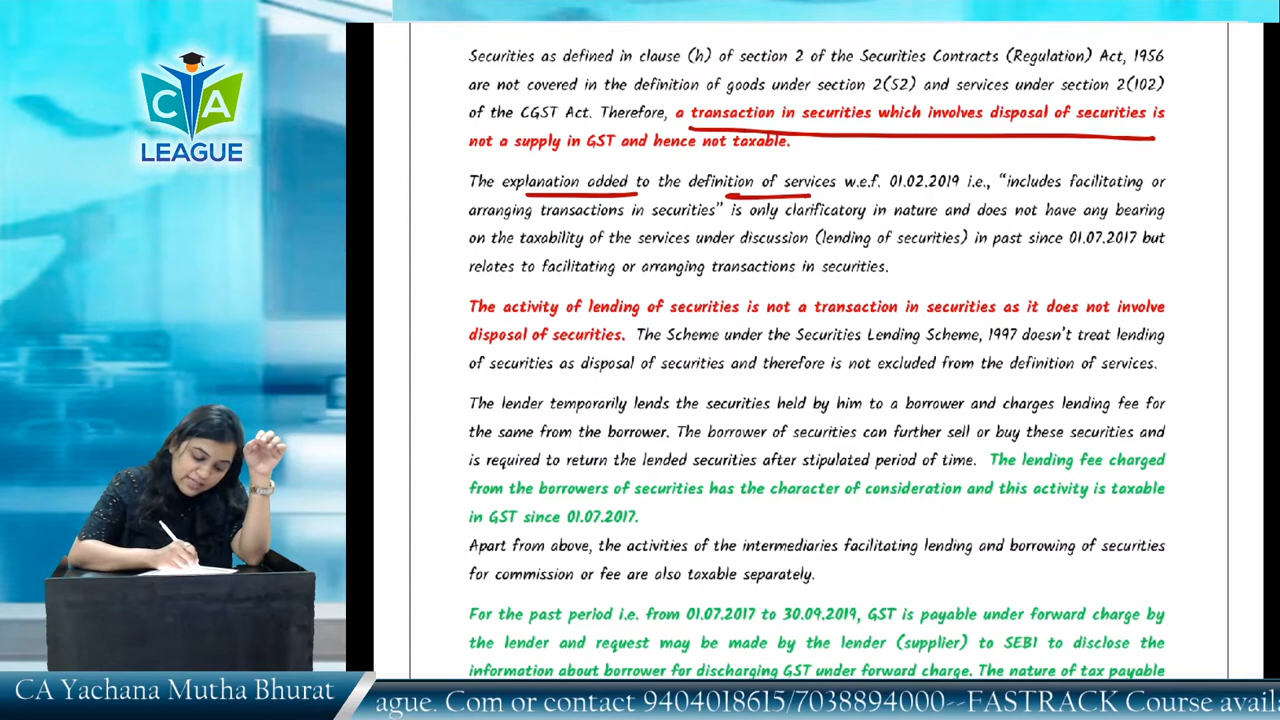 CA
LEAGUE
Securities as defined in clause (h) of section 2 of the Securities Contracts (Regulation) Act, 1956
are not covered in the definition of goods under section 2(52) and services under section 2(102)
of the CGST Act. Therefore, a transaction in securities which involves disposal of securities is
not a supply in GST and hence not taxable.
The explanation added to the definition of services w.e.f. 01.02.2019 i.e., “includes facilitating or
arranging transactions in securities” is only clarificatory in nature and does not have any bearing
on the taxability of the services under discussion (lending of securities) in past since 01.07.2017 but
relates to facilitating or arranging transactions in securities.
The activity of lending of securities is not a transaction in securities as it does not involve
disposal of securities. The Scheme under the Securities Lending Scheme, 1997 doesn’t treat lending
of securities as disposal of securities and therefore is not excluded from the definition of services.
The lender temporarily lends the securities held by him to a borrower and charges lending fee for
the same from the borrower. The borrower of securities can further sell or buy these securities and
is required to return the lended securities after stipulated period of time. The lending fee charged
from the borrowers of securities has the character of consideration and this activity is taxable
in GST since 01.07.2017.
Apart from above, the activities of the intermediaries facilitating lending and borrowing of securities
for commission or fee are also taxable separately.
For the past period i.e. from 01.07.2017 to 30.09.2019, GST is payable under forward charge by
the lender and request may be made by the lender (supplier) to SEBI to disclose the
information about borrower for discharging GST under forward charge. The nature of tax payable
CA Yachana Mutha Bhurat
ague. Com or contact 9404018615/7038894000--FASTRACK Course availa